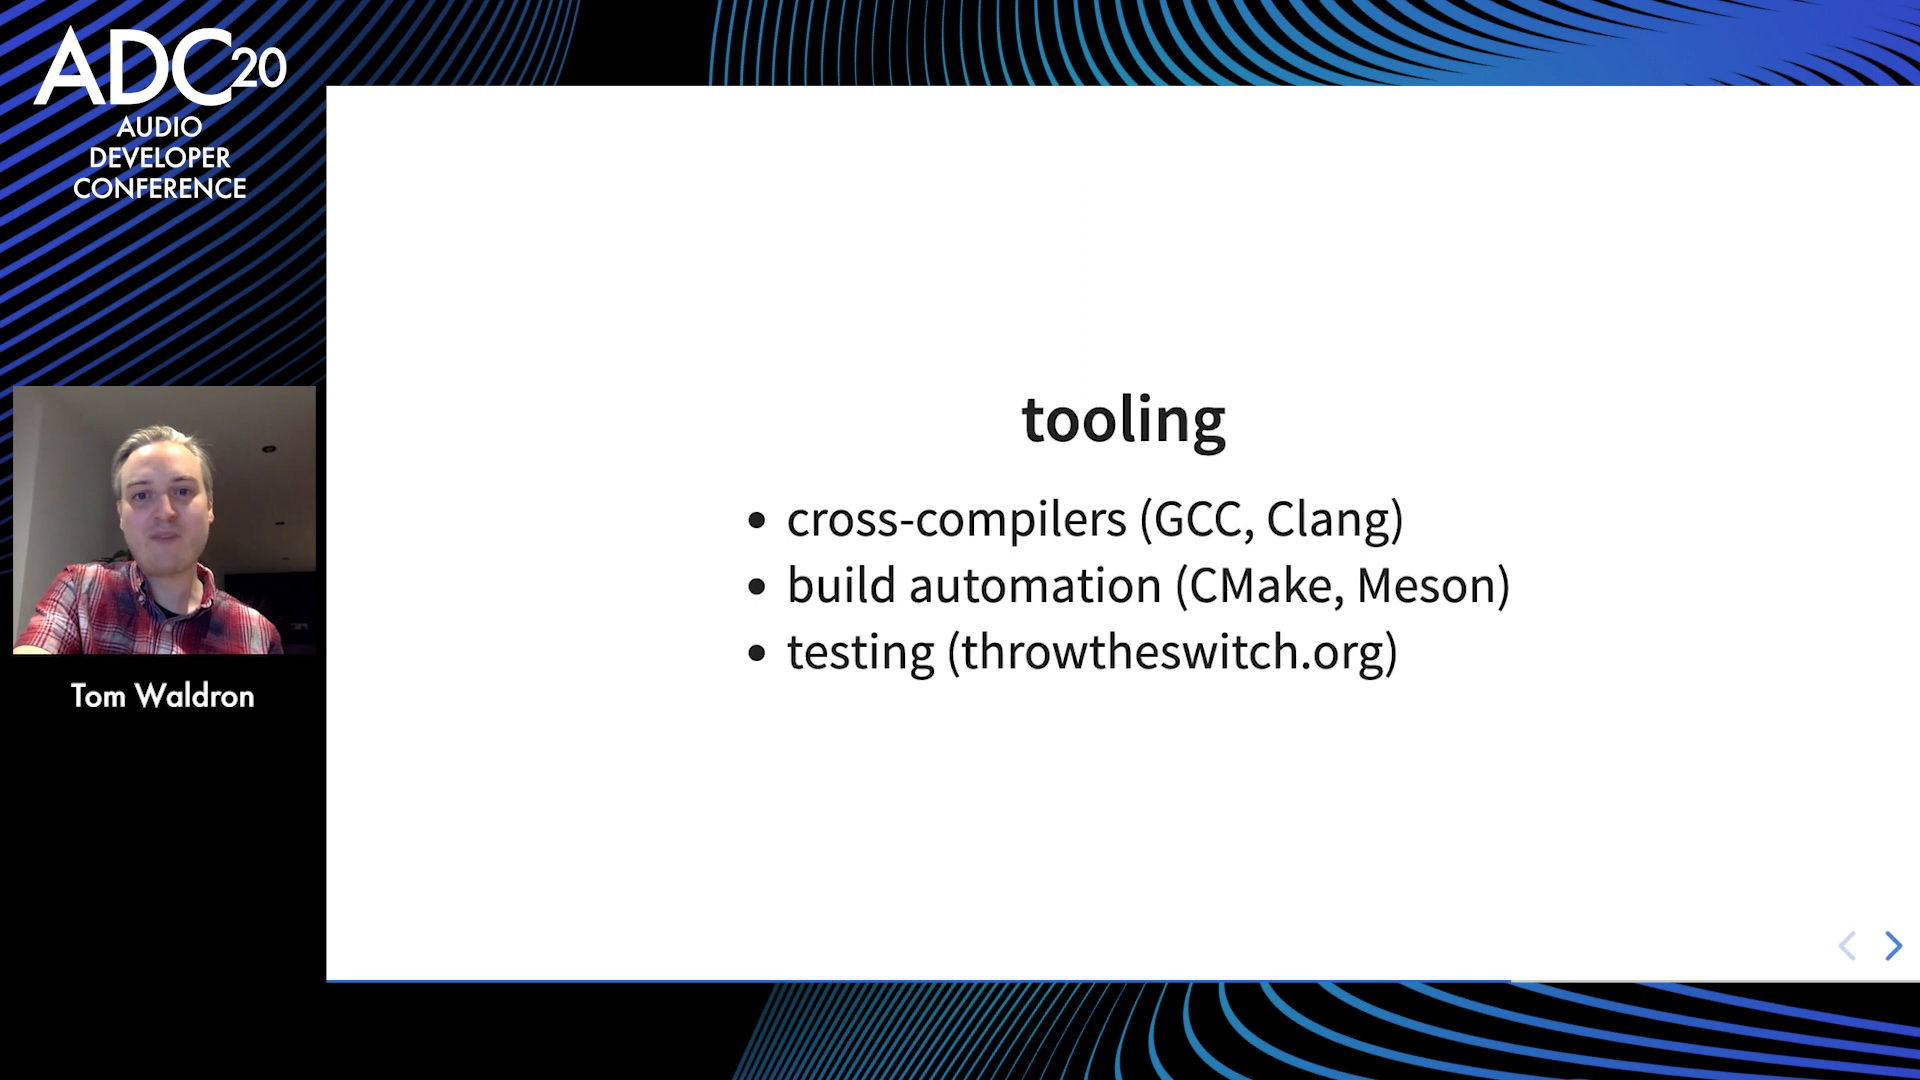 ADC20
AUDIO
DEVELOPER
CONFERENCE
Tom Waldron
tooling
• cross-compilers (GCC, Clang)
• build automation (CMake, Meson)
• testing (throwtheswitch.org)